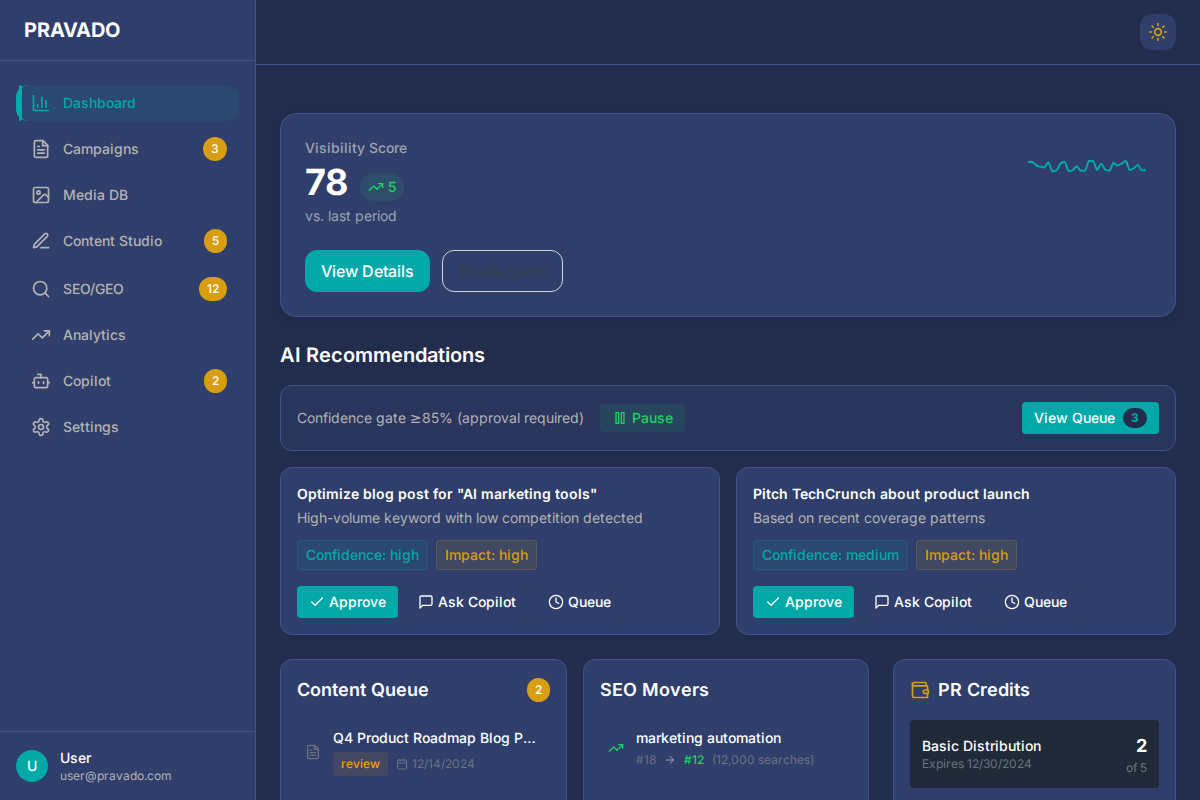 PRAVADO
Dashboard
Campaigns 3
Media DB
Content Studio 5
SEO/GEO 12
Analytics
Copilot 2
Settings
U
User
user@pravado.com
Visibility Score
78 5
vs. last period
View Details
AI Recommendations
Confidence gate ≥85% (approval required) Pause View Queue 3
Optimize blog post for "AI marketing tools"
High-volume keyword with low competition detected
Confidence: high Impact: high
Approve Ask Copilot Queue
Pitch TechCrunch about product launch
Based on recent coverage patterns
Confidence: medium Impact: high
Approve Ask Copilot Queue
Content Queue 2
Q4 Product Roadmap Blog P...
review 12/14/2024
SEO Movers
marketing automation
#18 → #12 (12,000 searches)
PR Credits
Basic Distribution 2
Expires 12/30/2024 of 5